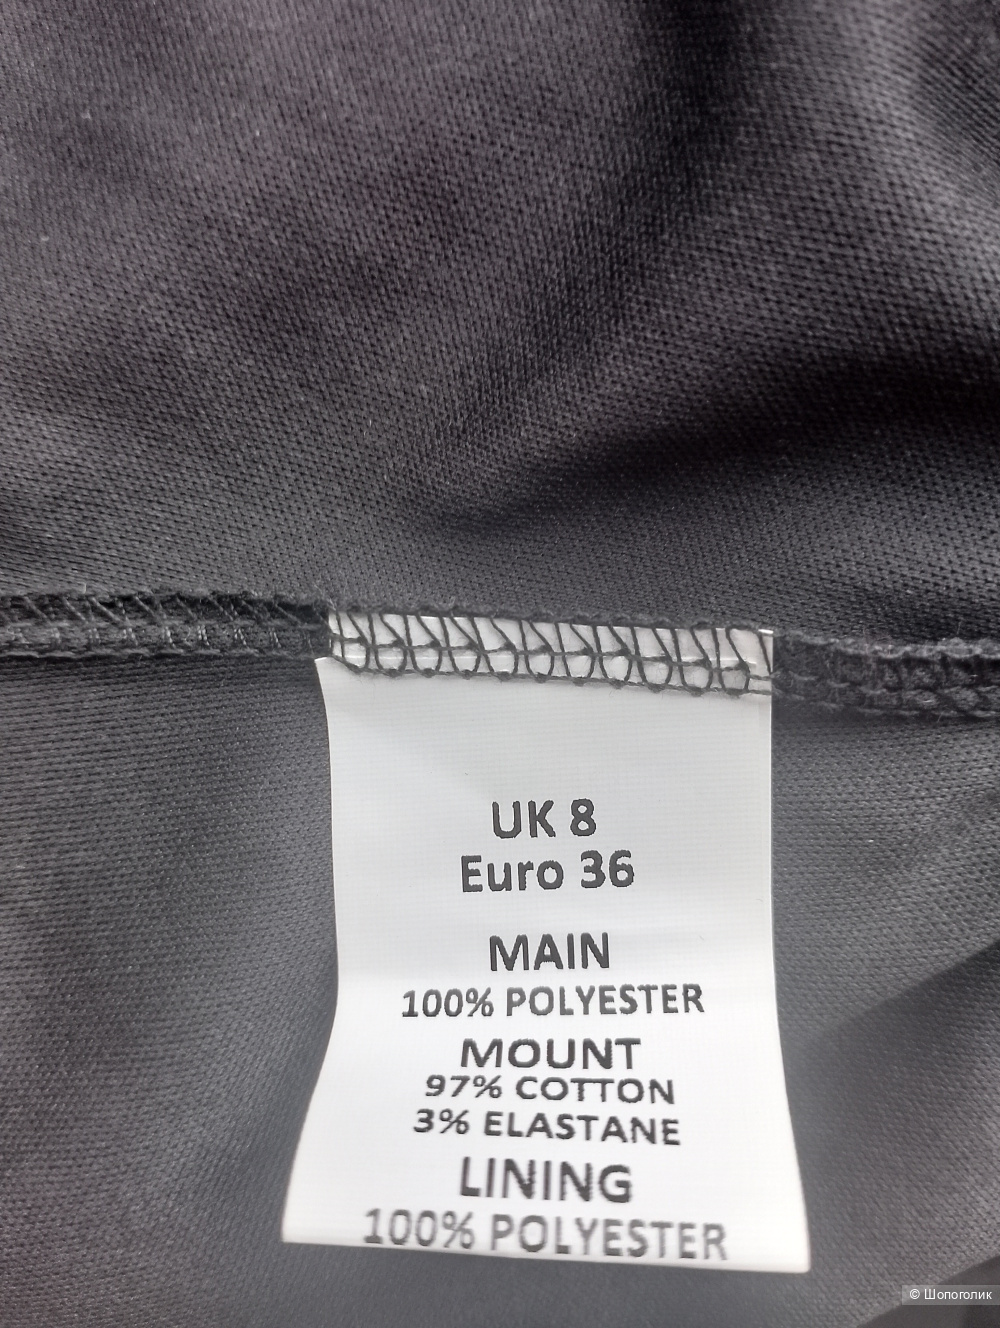 UK 8
Euro 36
MAIN
100% POLYESTER
MOUNT
97% COTTON
3% ELASTANE
LINING
100% POLYESTER
© Шопоголик